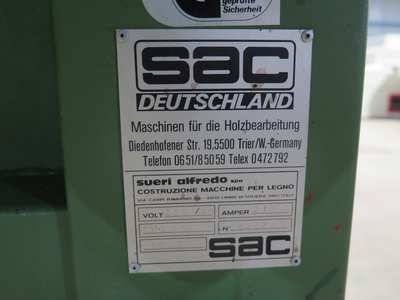 geprüfte
Sicherheit
sac
DEUTSCHLAND
Maschinen für die Holzbearbeitung
Diedenhofener Str. 19,5500 Trier/W.-Germany
Telefon 0651/85059 Telex 0472792
sueri alfredo spa
COSTRUZIONE MACCHINE PER LEGNO
VOLT
AMPER
N°
sac